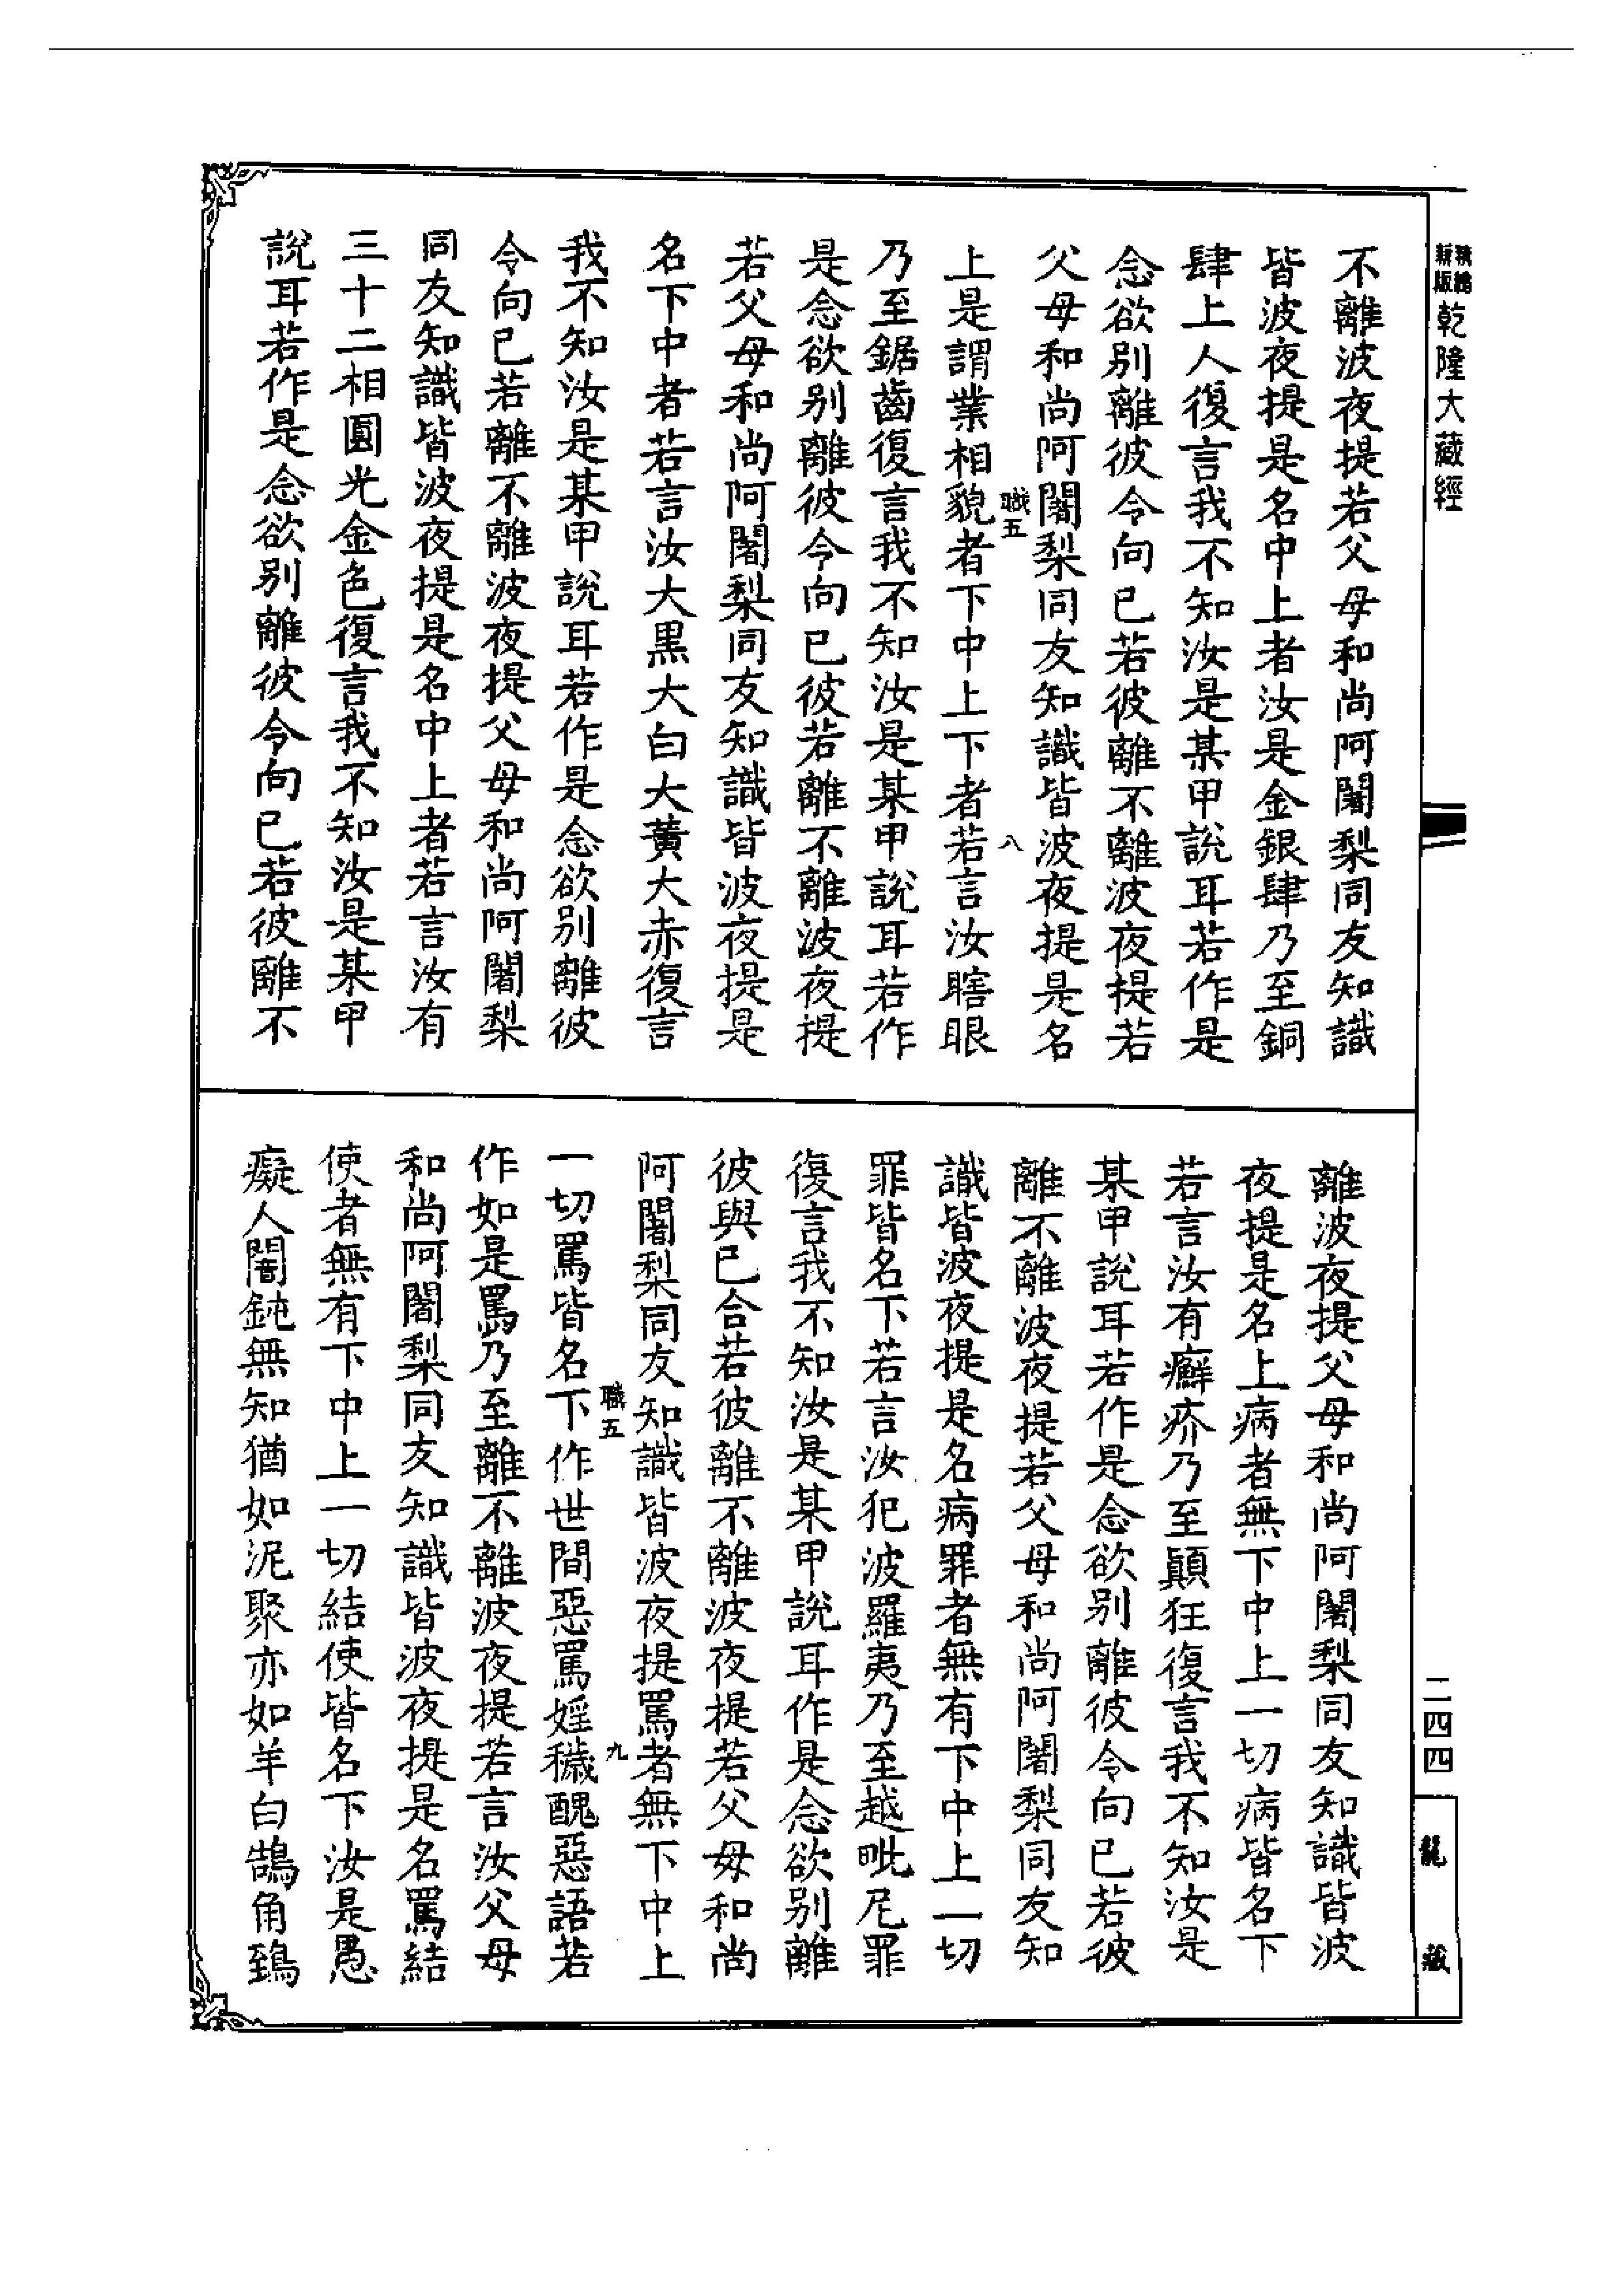 精繕
新版
乾隆大藏經
不離波夜提若父母和尚阿闍梨同友知識
皆波夜提是名中上者汝是金銀肆乃至銅
肆上人復言我不知汝是某甲說耳若作是
念欲別離彼令向已若彼離不離波夜提若
父母和尚阿闍梨同友知識皆波夜提是名
職五
八
上是謂業相貌者下中上下者若言汝瞎眼
乃至鋸齒復言我不知汝是某甲說耳若作
是念欲別離彼令向已彼若離不離波夜提
若父母和尚阿闍梨同友知識皆波夜提是
名下中者若言汝大黑大白大黃大赤復言
我不知汝是某甲說耳若作是念欲別離彼
令向已若離不離波夜提父母和尚阿闍梨
同友知識皆波夜提是名中上者若言汝有
三十二相圓光金色復言我不知汝是某甲
說耳若作是念欲別離彼令向已若彼離不
離波夜提父母和尚阿闍梨同友知識皆波
夜提是名上病者無下中上一切病皆名下
若言汝有癬疥乃至顛狂復言我不知汝是
某甲說耳若作是念欲別離彼令向已若彼
離不離波夜提若父母和尚阿闍梨同友知
識皆波夜提是名病罪者無有下中上一切
罪皆名下若言汝犯波羅夷乃至越毗尼罪
復言我不知汝是某甲說耳作是念欲別離
彼與已合若彼離不離波夜提若父母和尚
阿闍梨同友知識皆波夜提罵者無下中上
職五
九
一切罵皆名下作世間惡罵婬穢醜惡語若
作如是罵乃至離不離波夜提若言汝父母
和尚阿闍梨同友知識皆波夜提是名罵結
使者無有下中上一切結使皆名下汝是愚
癡人闇鈍無知猶如泥聚亦如羊白鵠角鵄
二四四
龍藏